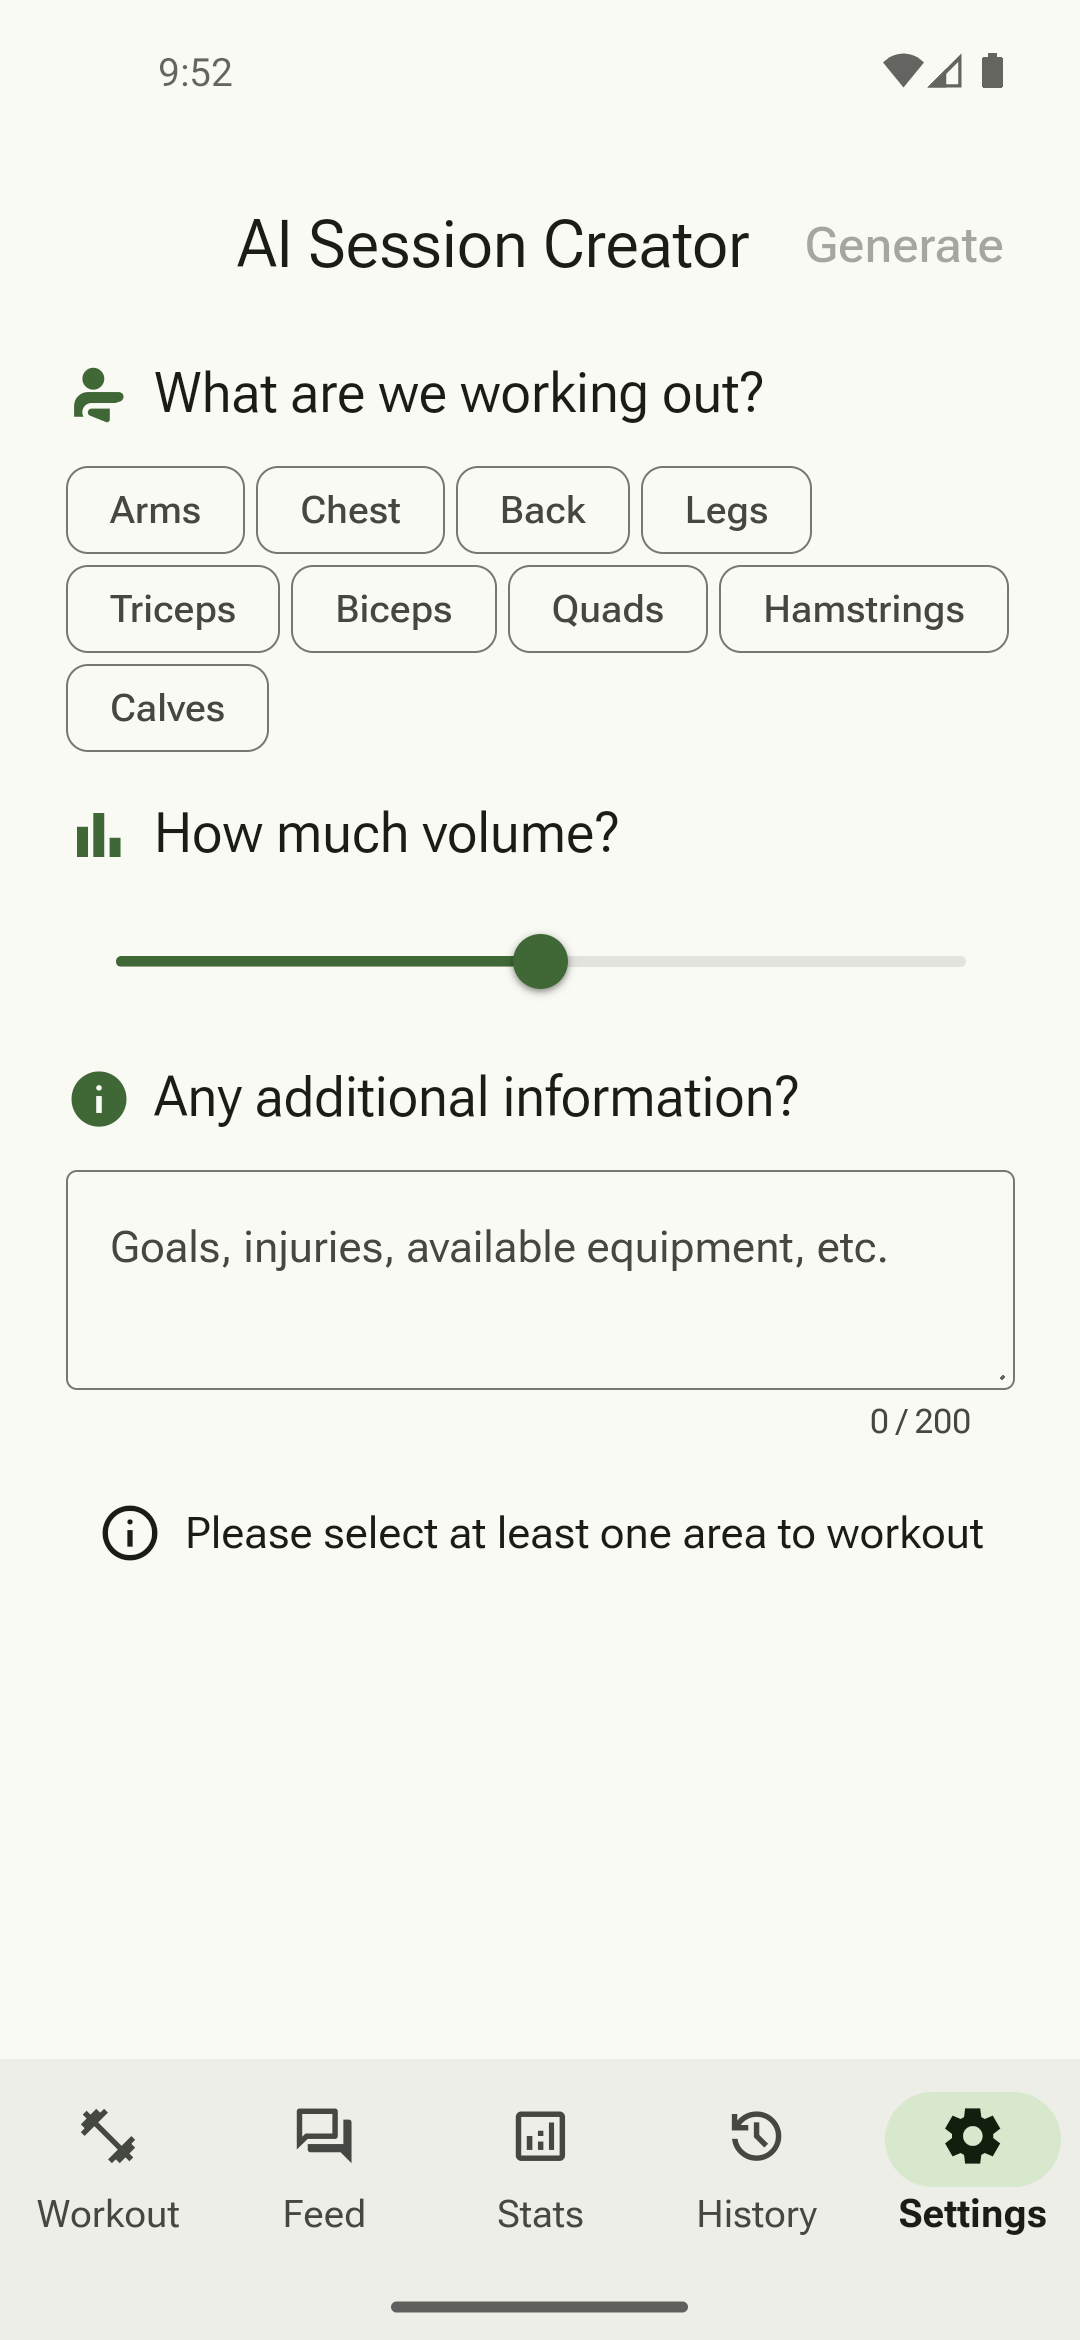 9:52
AI Session Creator Generate
What are we working out?
Arms Chest Back Legs
Triceps Biceps Quads Hamstrings
Calves
How much volume?
Any additional information?
Goals, injuries, available equipment, etc.
0 / 200
Please select at least one area to workout
Workout Feed Stats History Settings